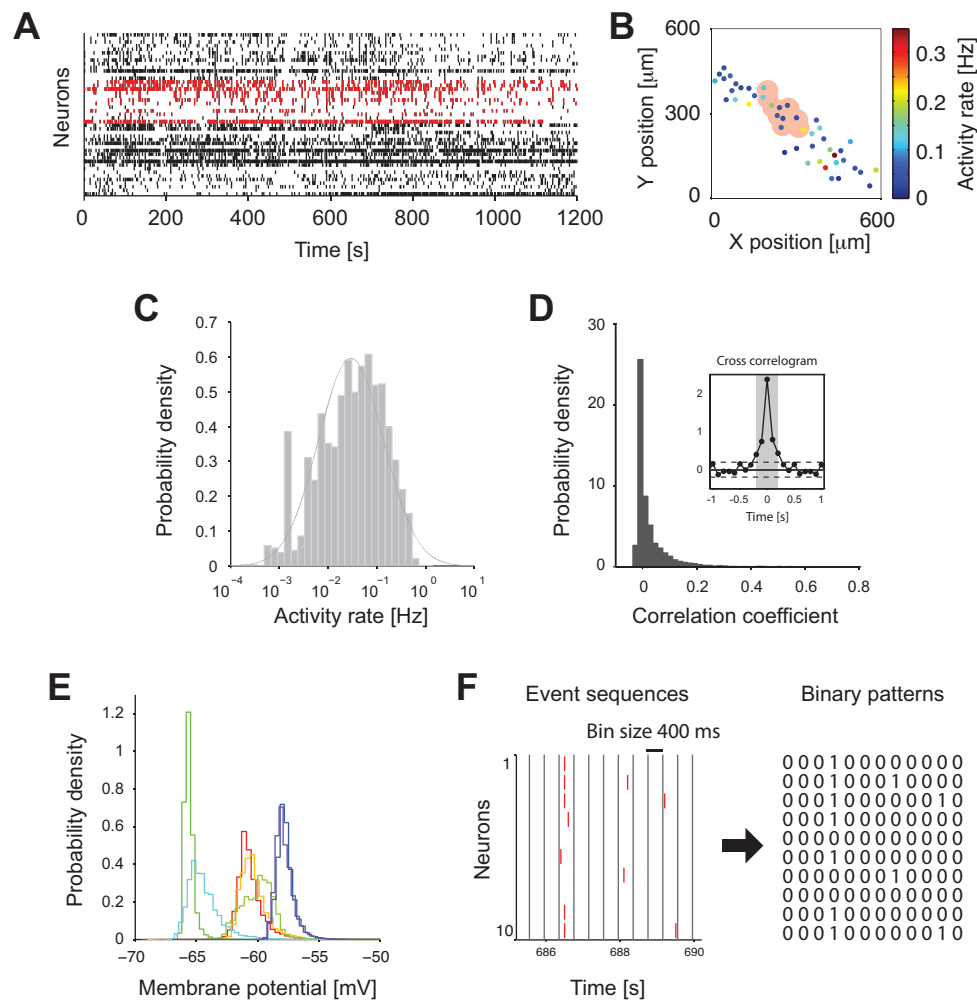 A
Neurons
0 200 400 600 800 1000 1200
Time [s]
B
600
300
0
Y position [μm]
0 600
X position [μm]
0.3
0.2
0.1
0
Activity rate [Hz]
C
0.7
0.6
0.5
0.4
0.3
0.2
0.1
0
Probability density
10−4 10−3 10−2 10−1 100 101
Activity rate [Hz]
D
30
20
10
0
Probability density
0 0.2 0.4 0.6 0.8
Correlation coefficient
Cross correlogram
2
1
0
-1 -0.5 0 0.5 1
Time [s]
E
1.2
1
0.8
0.6
0.4
0.2
0
Probability density
−70 −65 −60 −55 −50
Membrane potential [mV]
F
Event sequences
Bin size 400 ms
1
10
Neurons
686 688 690
Time [s]
Binary patterns
0 0 0 1 0 0 0 0 0 0 0 0
0 0 0 1 0 0 0 0 1 0 0 0
0 0 0 1 0 0 0 0 0 0 1 0
0 0 0 1 0 0 0 0 0 0 0 0
0 0 0 0 0 0 0 0 0 0 0 0
0 0 0 1 0 0 0 0 0 0 0 0
0 0 0 0 0 0 0 0 1 0 0 0
0 0 0 0 0 0 0 0 0 0 0 0
0 0 0 1 0 0 0 0 0 0 0 0
0 0 0 1 0 0 0 0 0 0 1 0